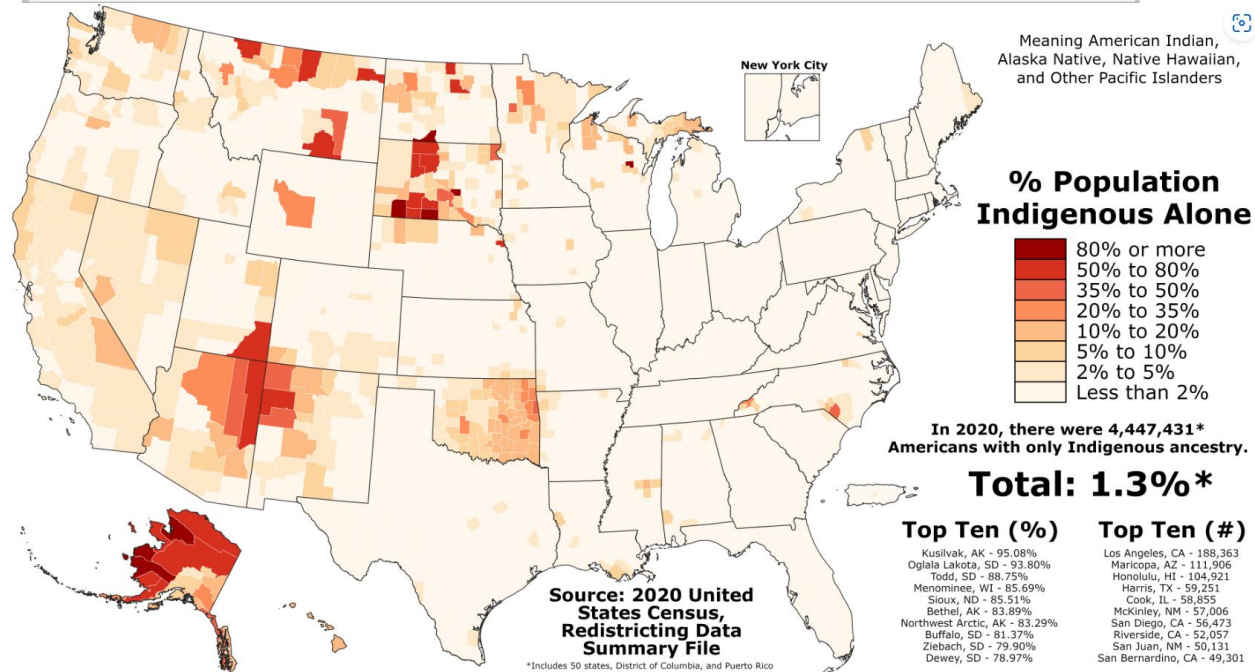 Meaning American Indian,
Alaska Native, Native Hawaiian,
and Other Pacific Islanders
New York City
% Population
Indigenous Alone
80% or more
50% to 80%
35% to 50%
20% to 35%
10% to 20%
5% to 10%
2% to 5%
Less than 2%
In 2020, there were 4,447,431*
Americans with only Indigenous ancestry.
Total: 1.3%*
Top Ten (%)
Kusilvak, AK - 95.08%
Oglala Lakota, SD - 93.80%
Todd, SD - 88.75%
Menominee, WI - 85.69%
Sioux, ND - 85.51%
Bethel, AK - 83.89%
Northwest Arctic, AK - 83.29%
Buffalo, SD - 81.37%
Ziebach, SD - 79.90%
Dewey, SD - 78.97%
Top Ten (#)
Los Angeles, CA - 188,363
Maricopa, AZ - 111,906
Honolulu, HI - 104,921
Harris, TX - 59,251
Cook, IL - 58,855
McKinley, NM - 57,006
San Diego, CA - 56,473
Riverside, CA - 52,057
San Juan, NM - 50,131
San Bernardino, CA - 49,301
Source: 2020 United
States Census,
Redistricting Data
Summary File
*Includes 50 states, District of Columbia, and Puerto Rico